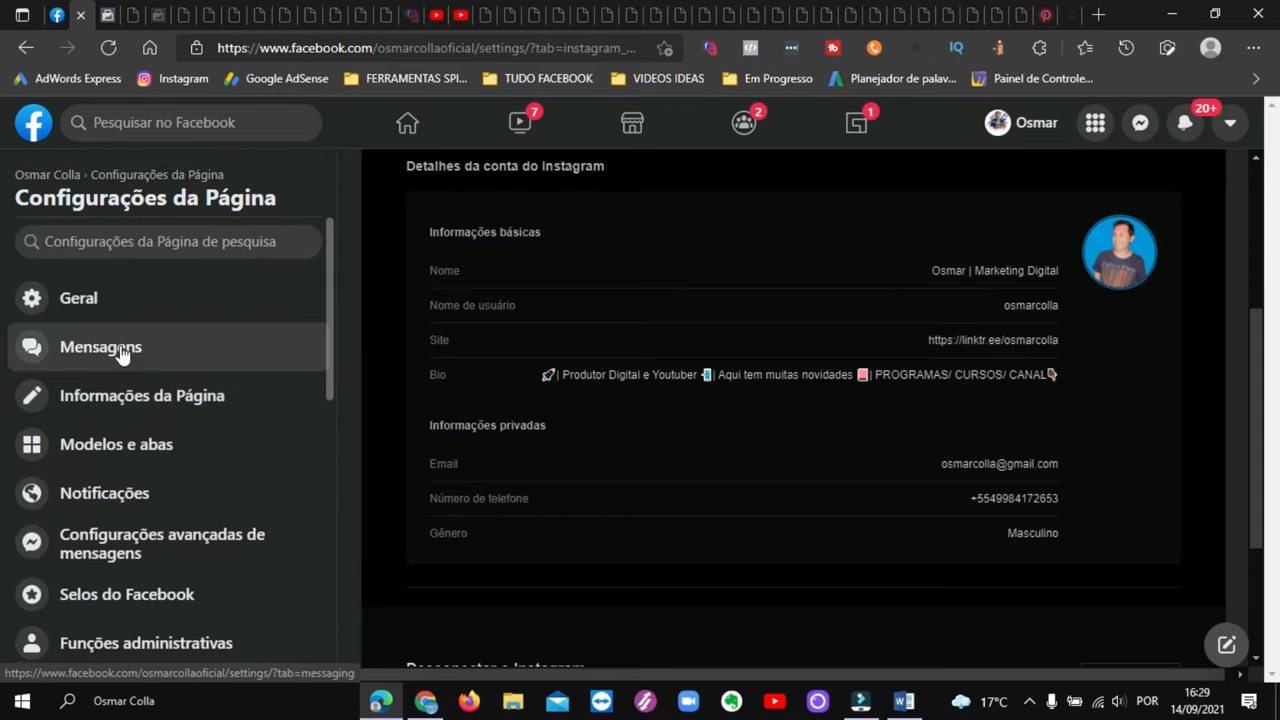 https://www.facebook.com/osmarcollaoficial/settings/?tab=instagram_...
AdWords Express
Instagram
Google AdSense
FERRAMENTAS SPI...
TUDO FACEBOOK
VIDEOS IDEAS
Em Progresso
Planejador de palav...
Painel de Controle...
Pesquisar no Facebook
7
2
1
Osmar
20+
Osmar Colla › Configurações da Página
Configurações da Página
Configurações da Página de pesquisa
Geral
Mensagens
Informações da Página
Modelos e abas
Notificações
Configurações avançadas de
mensagens
Selos do Facebook
Funções administrativas
Detalhes da conta do Instagram
Informações básicas
Nome Osmar | Marketing Digital
Nome de usuário osmarcolla
Site https://linktr.ee/osmarcolla
Bio 🚀| Produtor Digital e Youtuber 📲| Aqui tem muitas novidades | PROGRAMAS/ CURSOS/ CANAL👇🏽
Informações privadas
Email osmarcolla@gmail.com
Número de telefone +5549984172653
Gênero Masculino
Desconectar o Instagram
https://www.facebook.com/osmarcollaoficial/settings/?tab=messaging
Osmar Colla
17°C
POR
16:29
14/09/2021